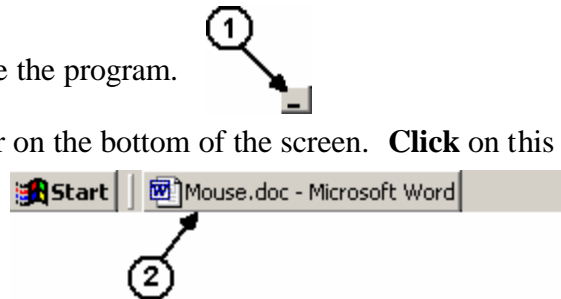 1
e the program.
r on the bottom of the screen. Click on this
Start Mouse.doc - Microsoft Word
2